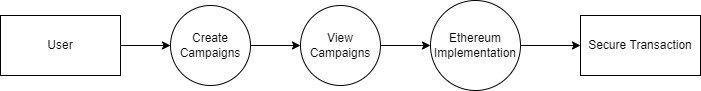 User
Create
Campaigns
View
Campaigns
Ethereum
Implementation
Secure Transaction